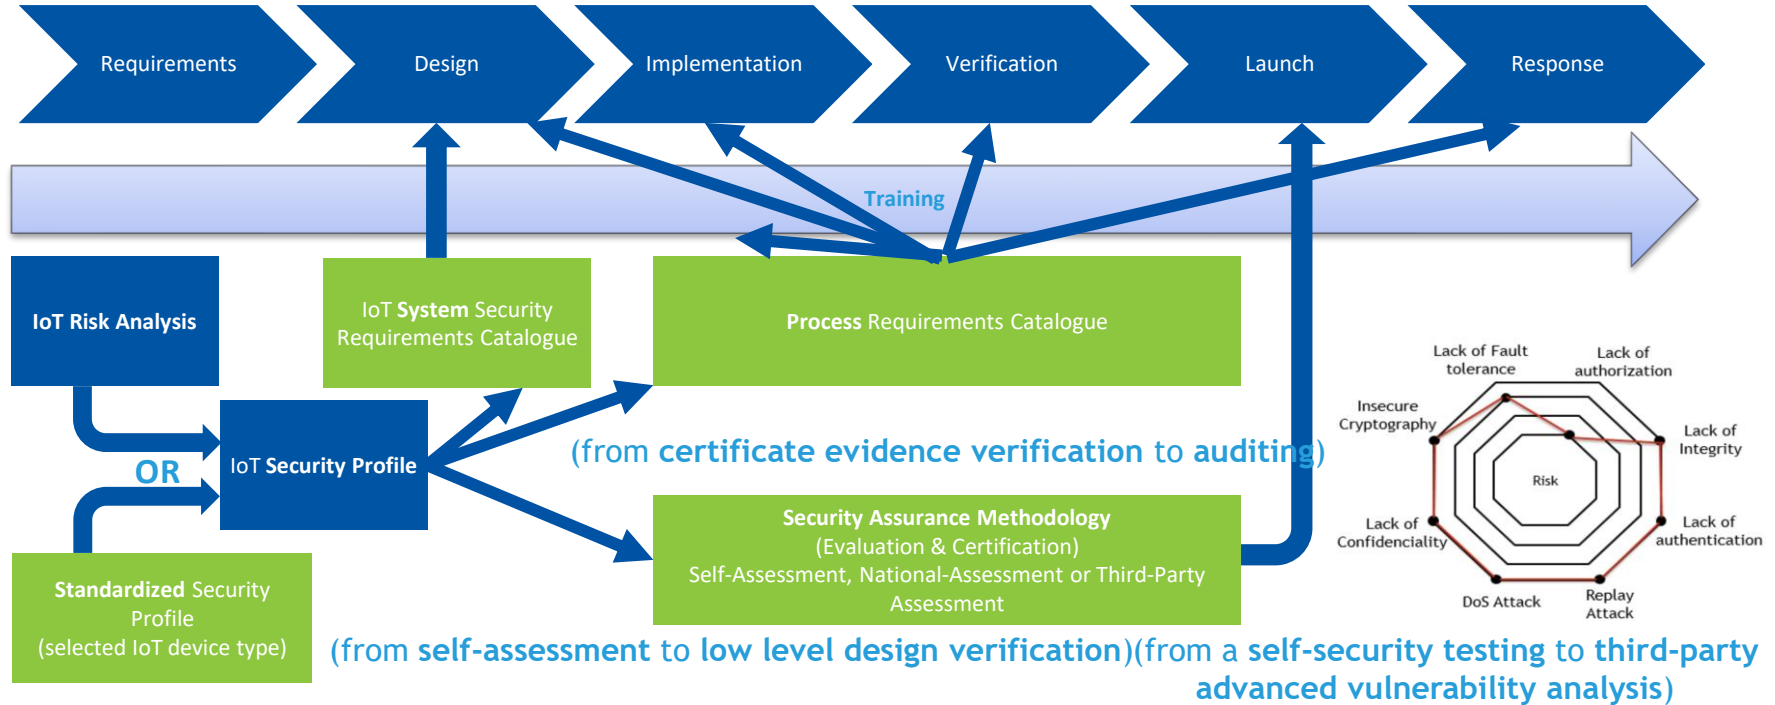 Requirements
Design
Implementation
Verification
Launch
Response
Training
IoT Risk Analysis
IoT System Security
Requirements Catalogue
Process Requirements Catalogue
OR
IoT Security Profile
(from certificate evidence verification to auditing)
Standardized Security
Profile
(selected IoT device type)
Security Assurance Methodology
(Evaluation & Certification)
Self-Assessment, National-Assessment or Third-Party
Assessment
(from self-assessment to low level design verification)(from a self-security testing to third-party
advanced vulnerability analysis)
Lack of Fault
tolerance
Lack of
authorization
Insecure
Cryptography
Lack of
Integrity
Risk
Lack of
Confidenciality
Lack of
authentication
DoS Attack
Replay
Attack